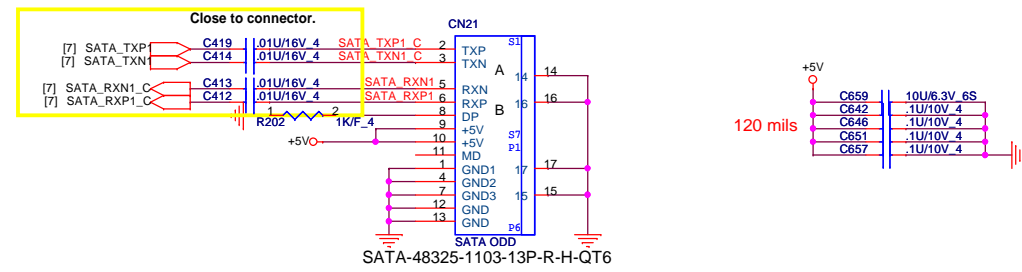 Close to connector.
CN21
[7] SATA_TXP1 C419 .01U/16V_4 SATA_TXP1_C 2 TXP S1
[7] SATA_TXN1 C414 .01U/16V_4 SATA_TXN1_C 3 TXN
A 14 14
[7] SATA_RXN1_C C413 .01U/16V_4 SATA_RXN1 5 RXN
[7] SATA_RXP1_C C412 .01U/16V_4 SATA_RXP1 6 RXP 16 16
B
R202 1 2 1K/F_4 8 DP
9 +5V
+5V 10 +5V S7
11 MD P1
1 GND1 17 17
4 GND2
7 GND3 15 15
12 GND
13 GND P6
SATA ODD
SATA-48325-1103-13P-R-H-QT6
+5V
C659 10U/6.3V_6S
C642 .1U/10V_4
120 mils
C646 .1U/10V_4
C651 .1U/10V_4
C657 .1U/10V_4